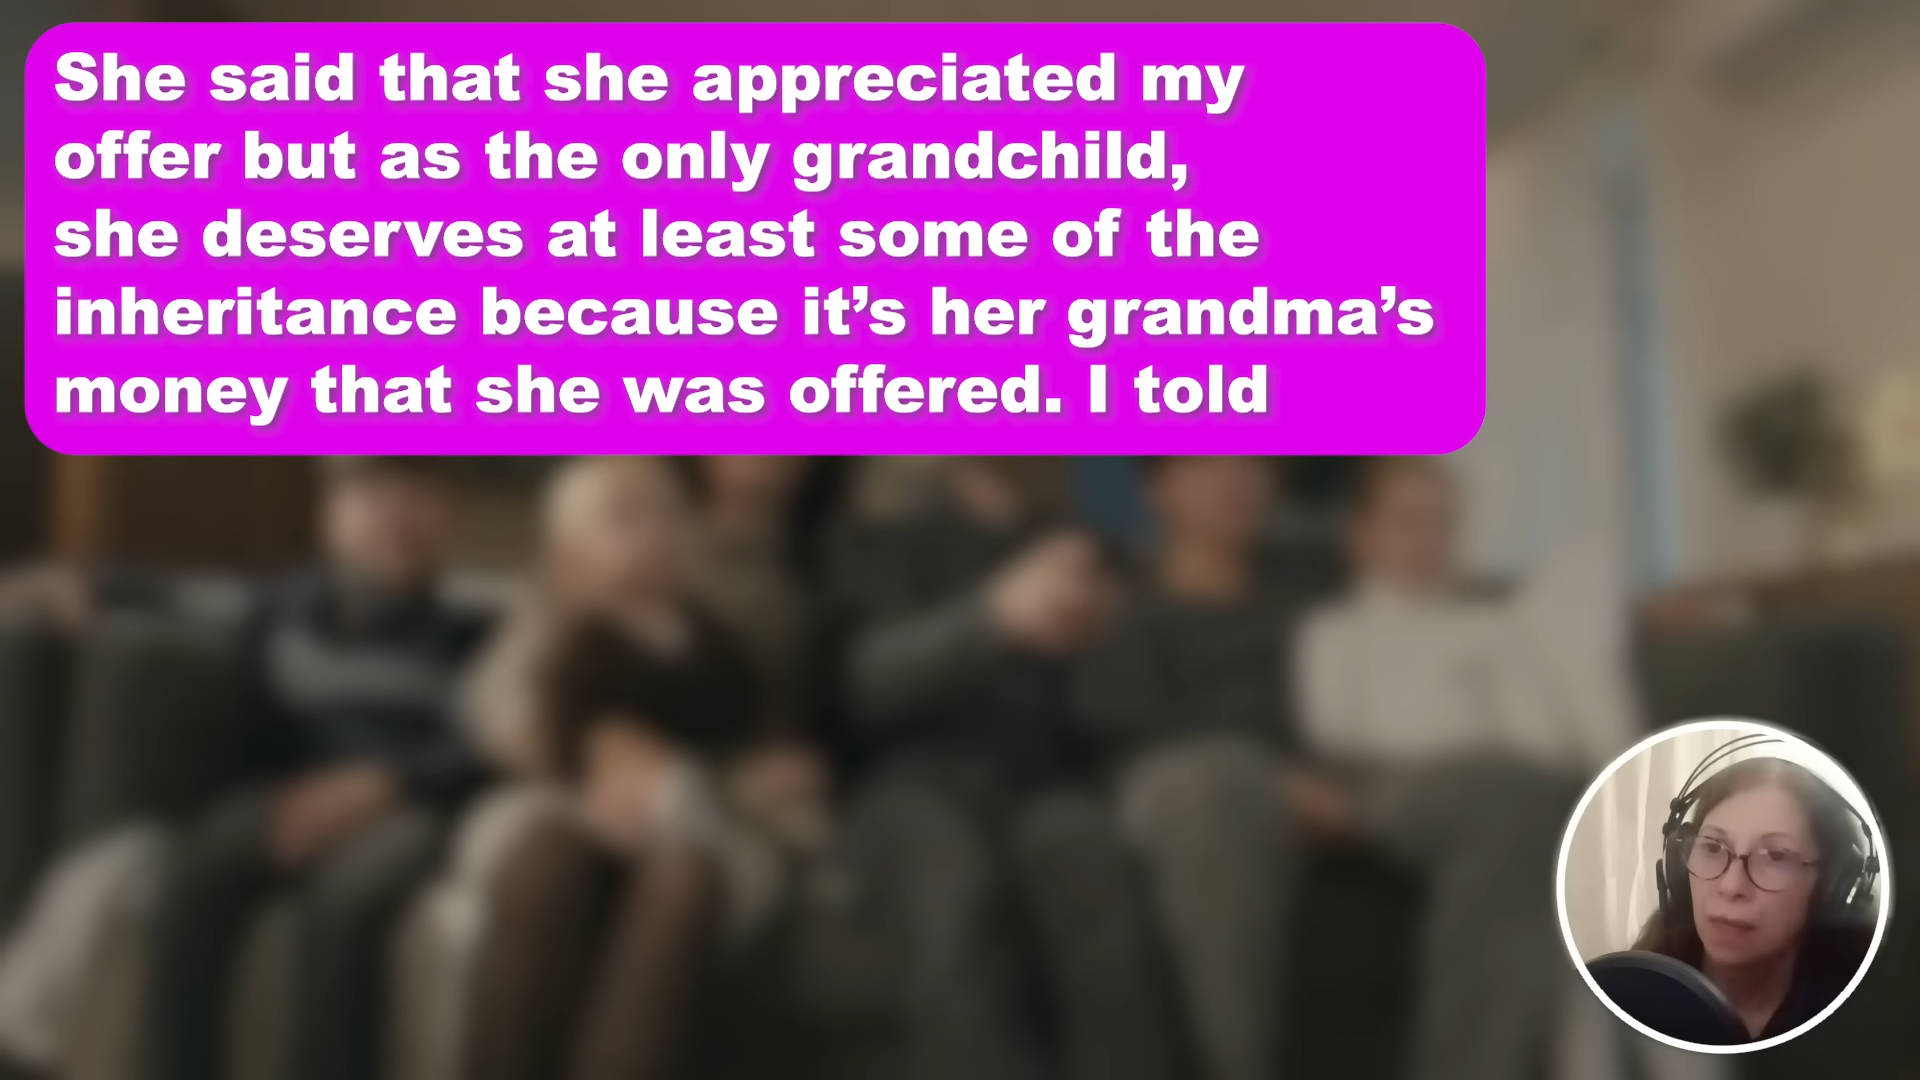 She said that she appreciated my
offer but as the only grandchild,
she deserves at least some of the
inheritance because it’s her grandma’s
money that she was offered. I told